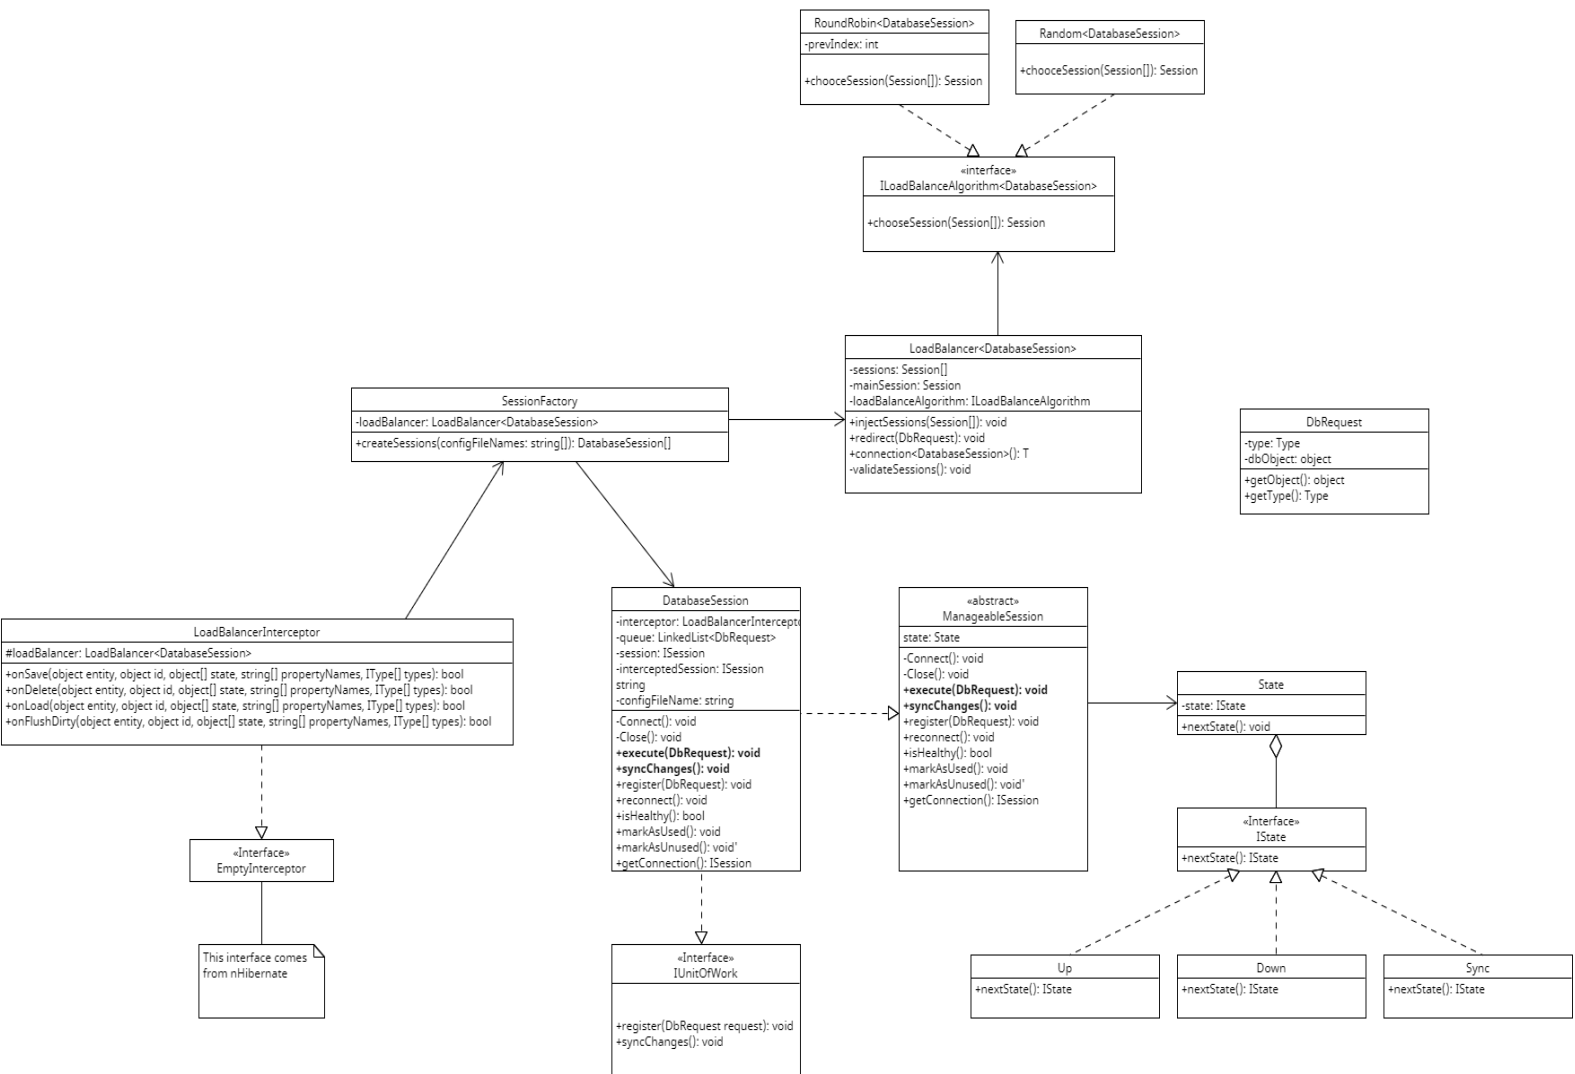 RoundRobin<DatabaseSession>
-prevIndex: int
+chooceSession(Session[]): Session
Random<DatabaseSession>
+chooceSession(Session[]): Session
«interface»
ILoadBalanceAlgorithm<DatabaseSession>
+chooseSession(Session[]): Session
LoadBalancer<DatabaseSession>
-sessions: Session[]
-mainSession: Session
-loadBalanceAlgorithm: ILoadBalanceAlgorithm
+injectSessions(Session[]): void
+redirect(DbRequest): void
+connection<DatabaseSession>(): T
-validateSessions(): void
SessionFactory
-loadBalancer: LoadBalancer<DatabaseSession>
+createSessions(configFileNames: string[]): DatabaseSession[]
DbRequest
-type: Type
-dbObject: object
+getObject(): object
+getType(): Type
LoadBalancerInterceptor
#loadBalancer: LoadBalancer<DatabaseSession>
+onSave(object entity, object id, object[] state, string[] propertyNames, IType[] types): bool
+onDelete(object entity, object id, object[] state, string[] propertyNames, IType[] types): bool
+onLoad(object entity, object id, object[] state, string[] propertyNames, IType[] types): bool
+onFlushDirty(object entity, object id, object[] state, string[] propertyNames, IType[] types): bool
DatabaseSession
-interceptor: LoadBalancerIntercepto
-queue: LinkedList<DbRequest>
-session: ISession
-interceptedSession: ISession
string
-configFileName: string
-Connect(): void
-Close(): void
+execute(DbRequest): void
+syncChanges(): void
+register(DbRequest): void
+reconnect(): void
+isHealthy(): bool
+markAsUsed(): void
+markAsUnused(): void'
+getConnection(): ISession
«abstract»
ManageableSession
state: State
-Connect(): void
-Close(): void
+execute(DbRequest): void
+syncChanges(): void
+register(DbRequest): void
+reconnect(): void
+isHealthy(): bool
+markAsUsed(): void
+markAsUnused(): void'
+getConnection(): ISession
State
-state: IState
+nextState(): void
«Interface»
IState
+nextState(): IState
«Interface»
EmptyInterceptor
This interface comes
from nHibernate
«Interface»
IUnitOfWork
+register(DbRequest request): void
+syncChanges(): void
Up
+nextState(): IState
Down
+nextState(): IState
Sync
+nextState(): IState